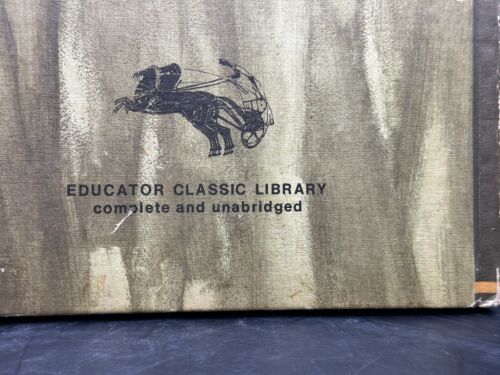 EDUCATOR CLASSIC LIBRARY
complete and unabridged